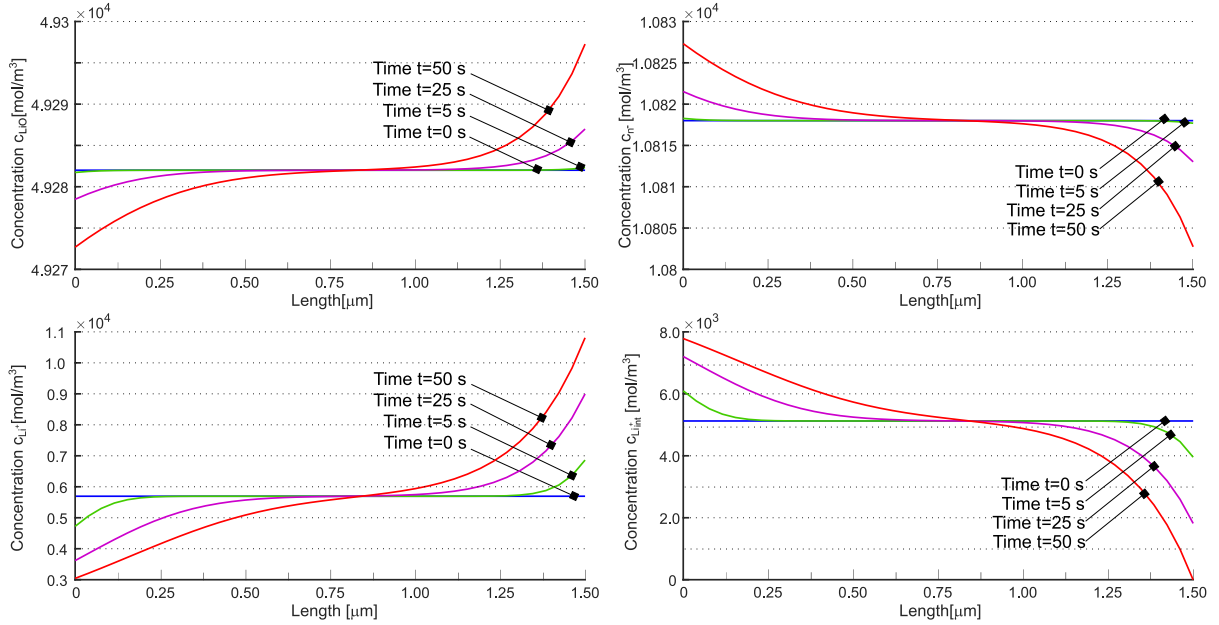 × 10⁴
4.93
4.929
4.928
4.927
Concentration c_LiO [mol/m³]
Time t=50 s
Time t=25 s
Time t=5 s
Time t=0 s
0
0.25
0.50
0.75
1.00
1.25
1.50
Length[μm]
× 10⁴
1.083
1.0825
1.082
1.0815
1.081
1.0805
1.08
Concentration c_n⁻ [mol/m³]
Time t=0 s
Time t=5 s
Time t=25 s
Time t=50 s
0
0.25
0.50
0.75
1.00
1.25
1.50
Length[μm]
× 10⁴
1.1
1.0
0.9
0.8
0.7
0.6
0.5
0.4
0.3
Concentration c_Li⁺[mol/m³]
Time t=50 s
Time t=25 s
Time t=5 s
Time t=0 s
0
0.25
0.50
0.75
1.00
1.25
1.50
Length [μm]
× 10³
8.0
6.0
4.0
2.0
0
Concentration c_Li⁺int [mol/m³]
Time t=0 s
Time t=5 s
Time t=25 s
Time t=50 s
0
0.25
0.50
0.75
1.00
1.25
1.50
Length[μm]